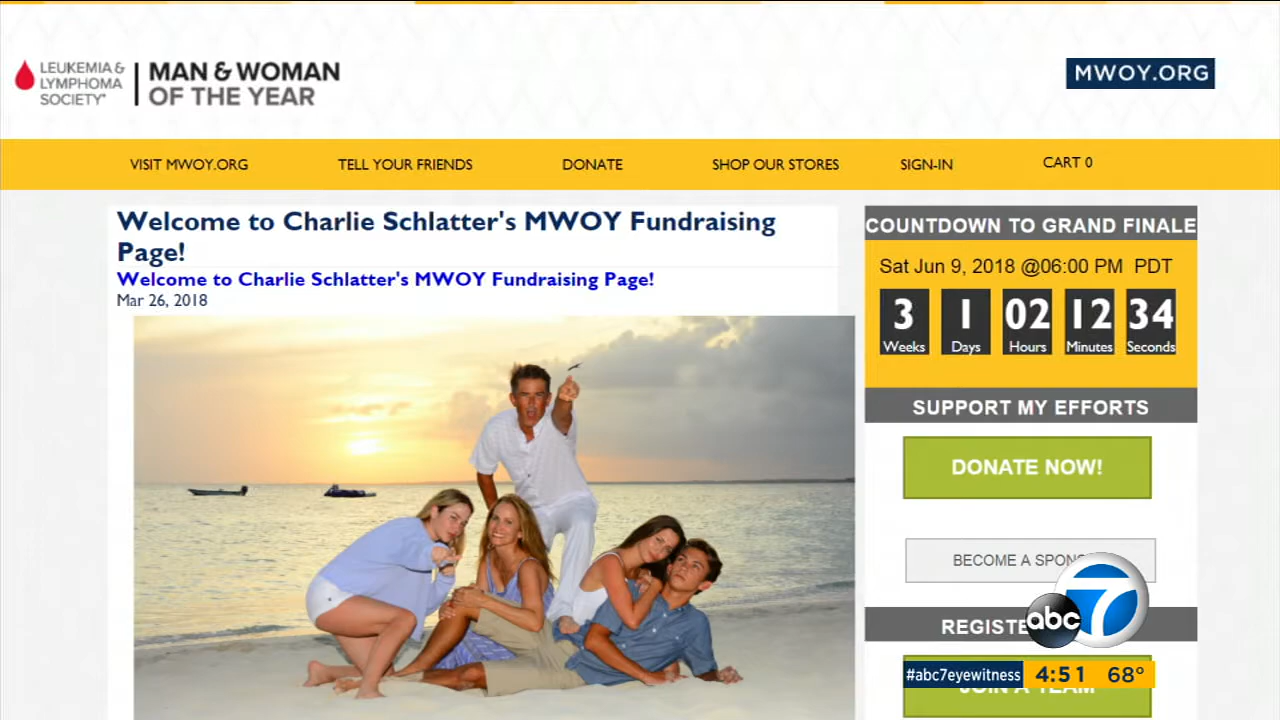 LEUKEMIA &
LYMPHOMA
SOCIETY®
MAN & WOMAN
OF THE YEAR
MWOY.ORG
VISIT MWOY.ORG
TELL YOUR FRIENDS
DONATE
SHOP OUR STORES
SIGN-IN
CART 0
Welcome to Charlie Schlatter's MWOY Fundraising
Page!
Welcome to Charlie Schlatter's MWOY Fundraising Page!
Mar 26, 2018
COUNTDOWN TO GRAND FINALE
Sat Jun 9, 2018 @06:00 PM PDT
3 1 02 12 34
Weeks Days Hours Minutes Seconds
SUPPORT MY EFFORTS
DONATE NOW!
BECOME A
abc 7
#abc7eyewitness 4:51 68°
JOIN A TEAM